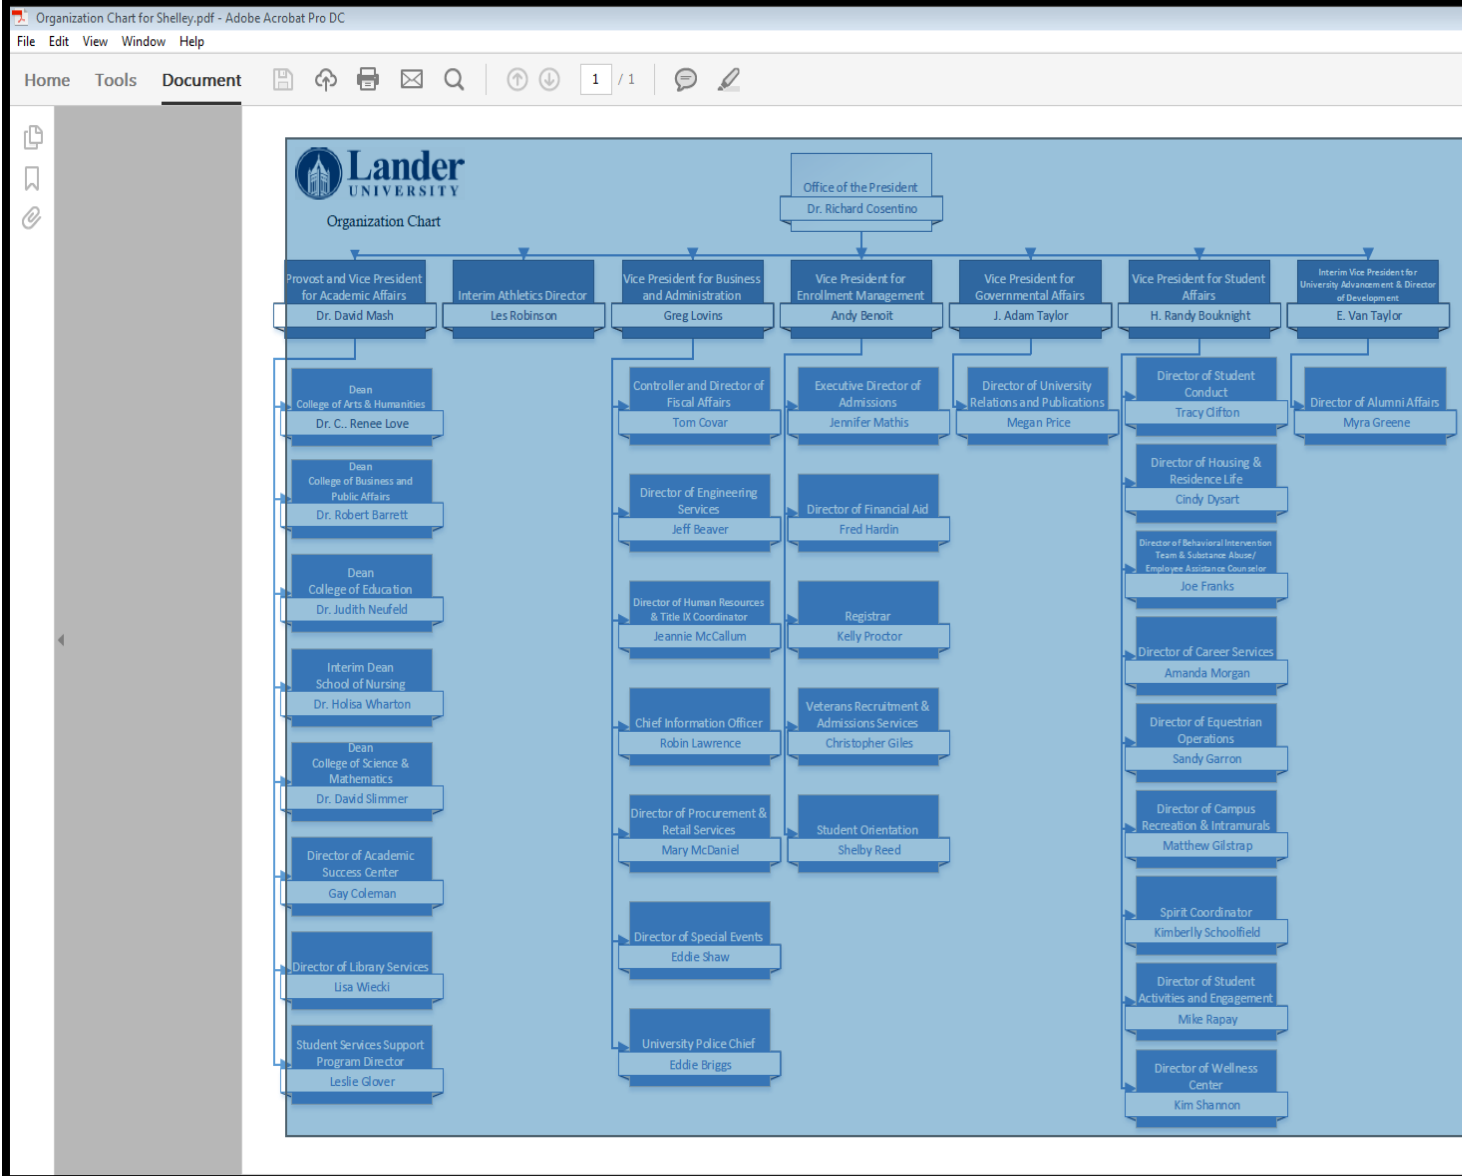 Organization Chart for Shelley.pdf - Adobe Acrobat Pro DC
File Edit View Window Help
Home Tools Document 1 / 1
Lander
UNIVERSITY
Organization Chart
Office of the President
Dr. Richard Cosentino
Provost and Vice President
for Academic Affairs
Dr. David Mash
Interim Athletics Director
Les Robinson
Vice President for Business
and Administration
Greg Lovins
Vice President for
Enrollment Management
Andy Benoit
Vice President for
Governmental Affairs
J. Adam Taylor
Vice President for Student
Affairs
H. Randy Bouknight
Interim Vice President for
University Advancement & Director
of Development
E. Van Taylor
Dean
College of Arts & Humanities
Dr. C.. Renee Love
Dean
College of Business and
Public Affairs
Dr. Robert Barrett
Dean
College of Education
Dr. Judith Neufeld
Interim Dean
School of Nursing
Dr. Holisa Wharton
Dean
College of Science &
Mathematics
Dr. David Slimmer
Director of Academic
Success Center
Gay Coleman
Director of Library Services
Lisa Wiecki
Student Services Support
Program Director
Leslie Glover
Controller and Director of
Fiscal Affairs
Tom Covar
Director of Engineering
Services
Jeff Beaver
Director of Human Resources
& Title IX Coordinator
Jeannie McCallum
Chief Information Officer
Robin Lawrence
Director of Procurement &
Retail Services
Mary McDaniel
Director of Special Events
Eddie Shaw
University Police Chief
Eddie Briggs
Executive Director of
Admissions
Jennifer Mathis
Director of Financial Aid
Fred Hardin
Registrar
Kelly Proctor
Veterans Recruitment &
Admissions Services
Christopher Giles
Student Orientation
Shelby Reed
Director of University
Relations and Publications
Megan Price
Director of Student
Conduct
Tracy Clifton
Director of Housing &
Residence Life
Cindy Dysart
Director of Behavioral Intervention
Team & Substance Abuse/
Employee Assistance Counselor
Joe Franks
Director of Career Services
Amanda Morgan
Director of Equestrian
Operations
Sandy Garron
Director of Campus
Recreation & Intramurals
Matthew Gilstrap
Spirit Coordinator
Kimberlly Schoolfield
Director of Student
Activities and Engagement
Mike Rapay
Director of Wellness
Center
Kim Shannon
Director of Alumni Affairs
Myra Greene